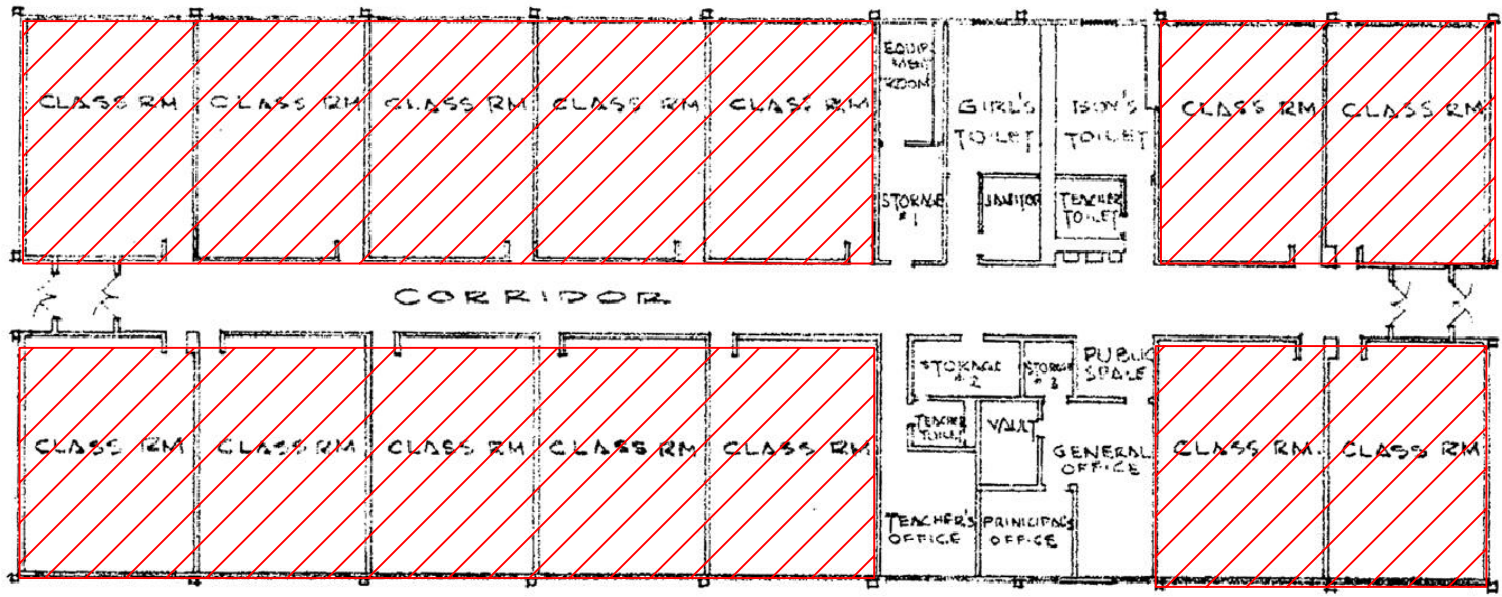 CLASS RM
CLASS RM
CLASS RM
CLASS RM
CLASS RM
EQUIP-
MENT
ROOM
GIRL'S
TOILET
BOY'S
TOILET
CLASS RM
CLASS RM
STORAGE
#1
JANITOR
TEACHER
TOILET
CORRIDOR
STORAGE
#2
STORAGE
#3
PUBLIC
SPACE
TEACHER
TOILET
VAULT
CLASS RM
CLASS RM
CLASS RM
CLASS RM
CLASS RM
GENERAL
OFFICE
CLASS RM.
CLASS RM
TEACHER'S
OFFICE
PRINICIPAL'S
OFFICE